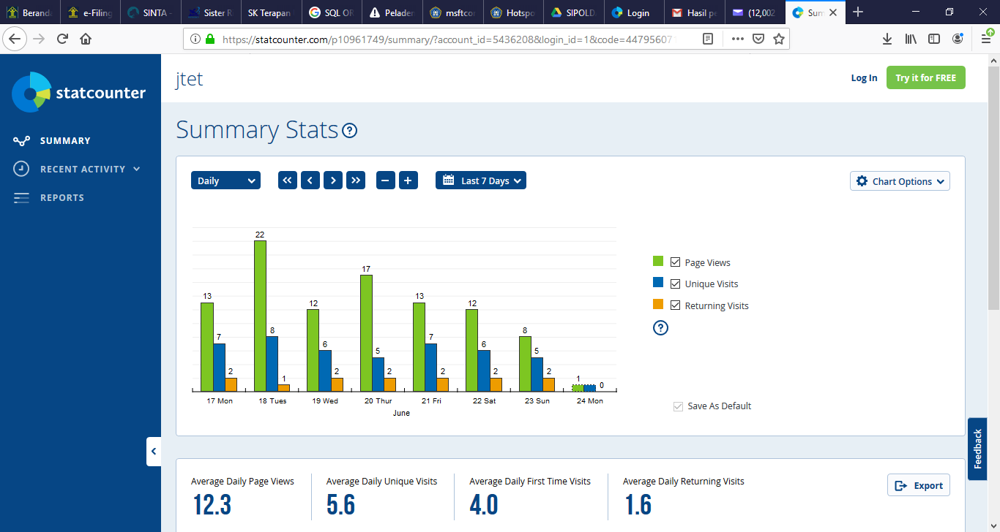 Berand
e-Filing
SINTA -
Sister R
SK Terapan
SQL OR
Peladen
msftcon
Hotspo
SIPOLD
Login
Hasil pe
(12,002
Sum
https://statcounter.com/p10961749/summary/?account_id=5436208&login_id=1&code=44795607
statcounter
SUMMARY
RECENT ACTIVITY
REPORTS
jtet
Log In
Try it for FREE
Summary Stats ?
Daily
Last 7 Days
Chart Options
22
17
13
13
12
12
8
8
7
7
6
6
5
5
2
1
2
2
2
2
2
1
0
17 Mon
18 Tues
19 Wed
20 Thur
21 Fri
22 Sat
23 Sun
24 Mon
June
Page Views
Unique Visits
Returning Visits
?
Save As Default
Feedback
Average Daily Page Views
12.3
Average Daily Unique Visits
5.6
Average Daily First Time Visits
4.0
Average Daily Returning Visits
1.6
Export